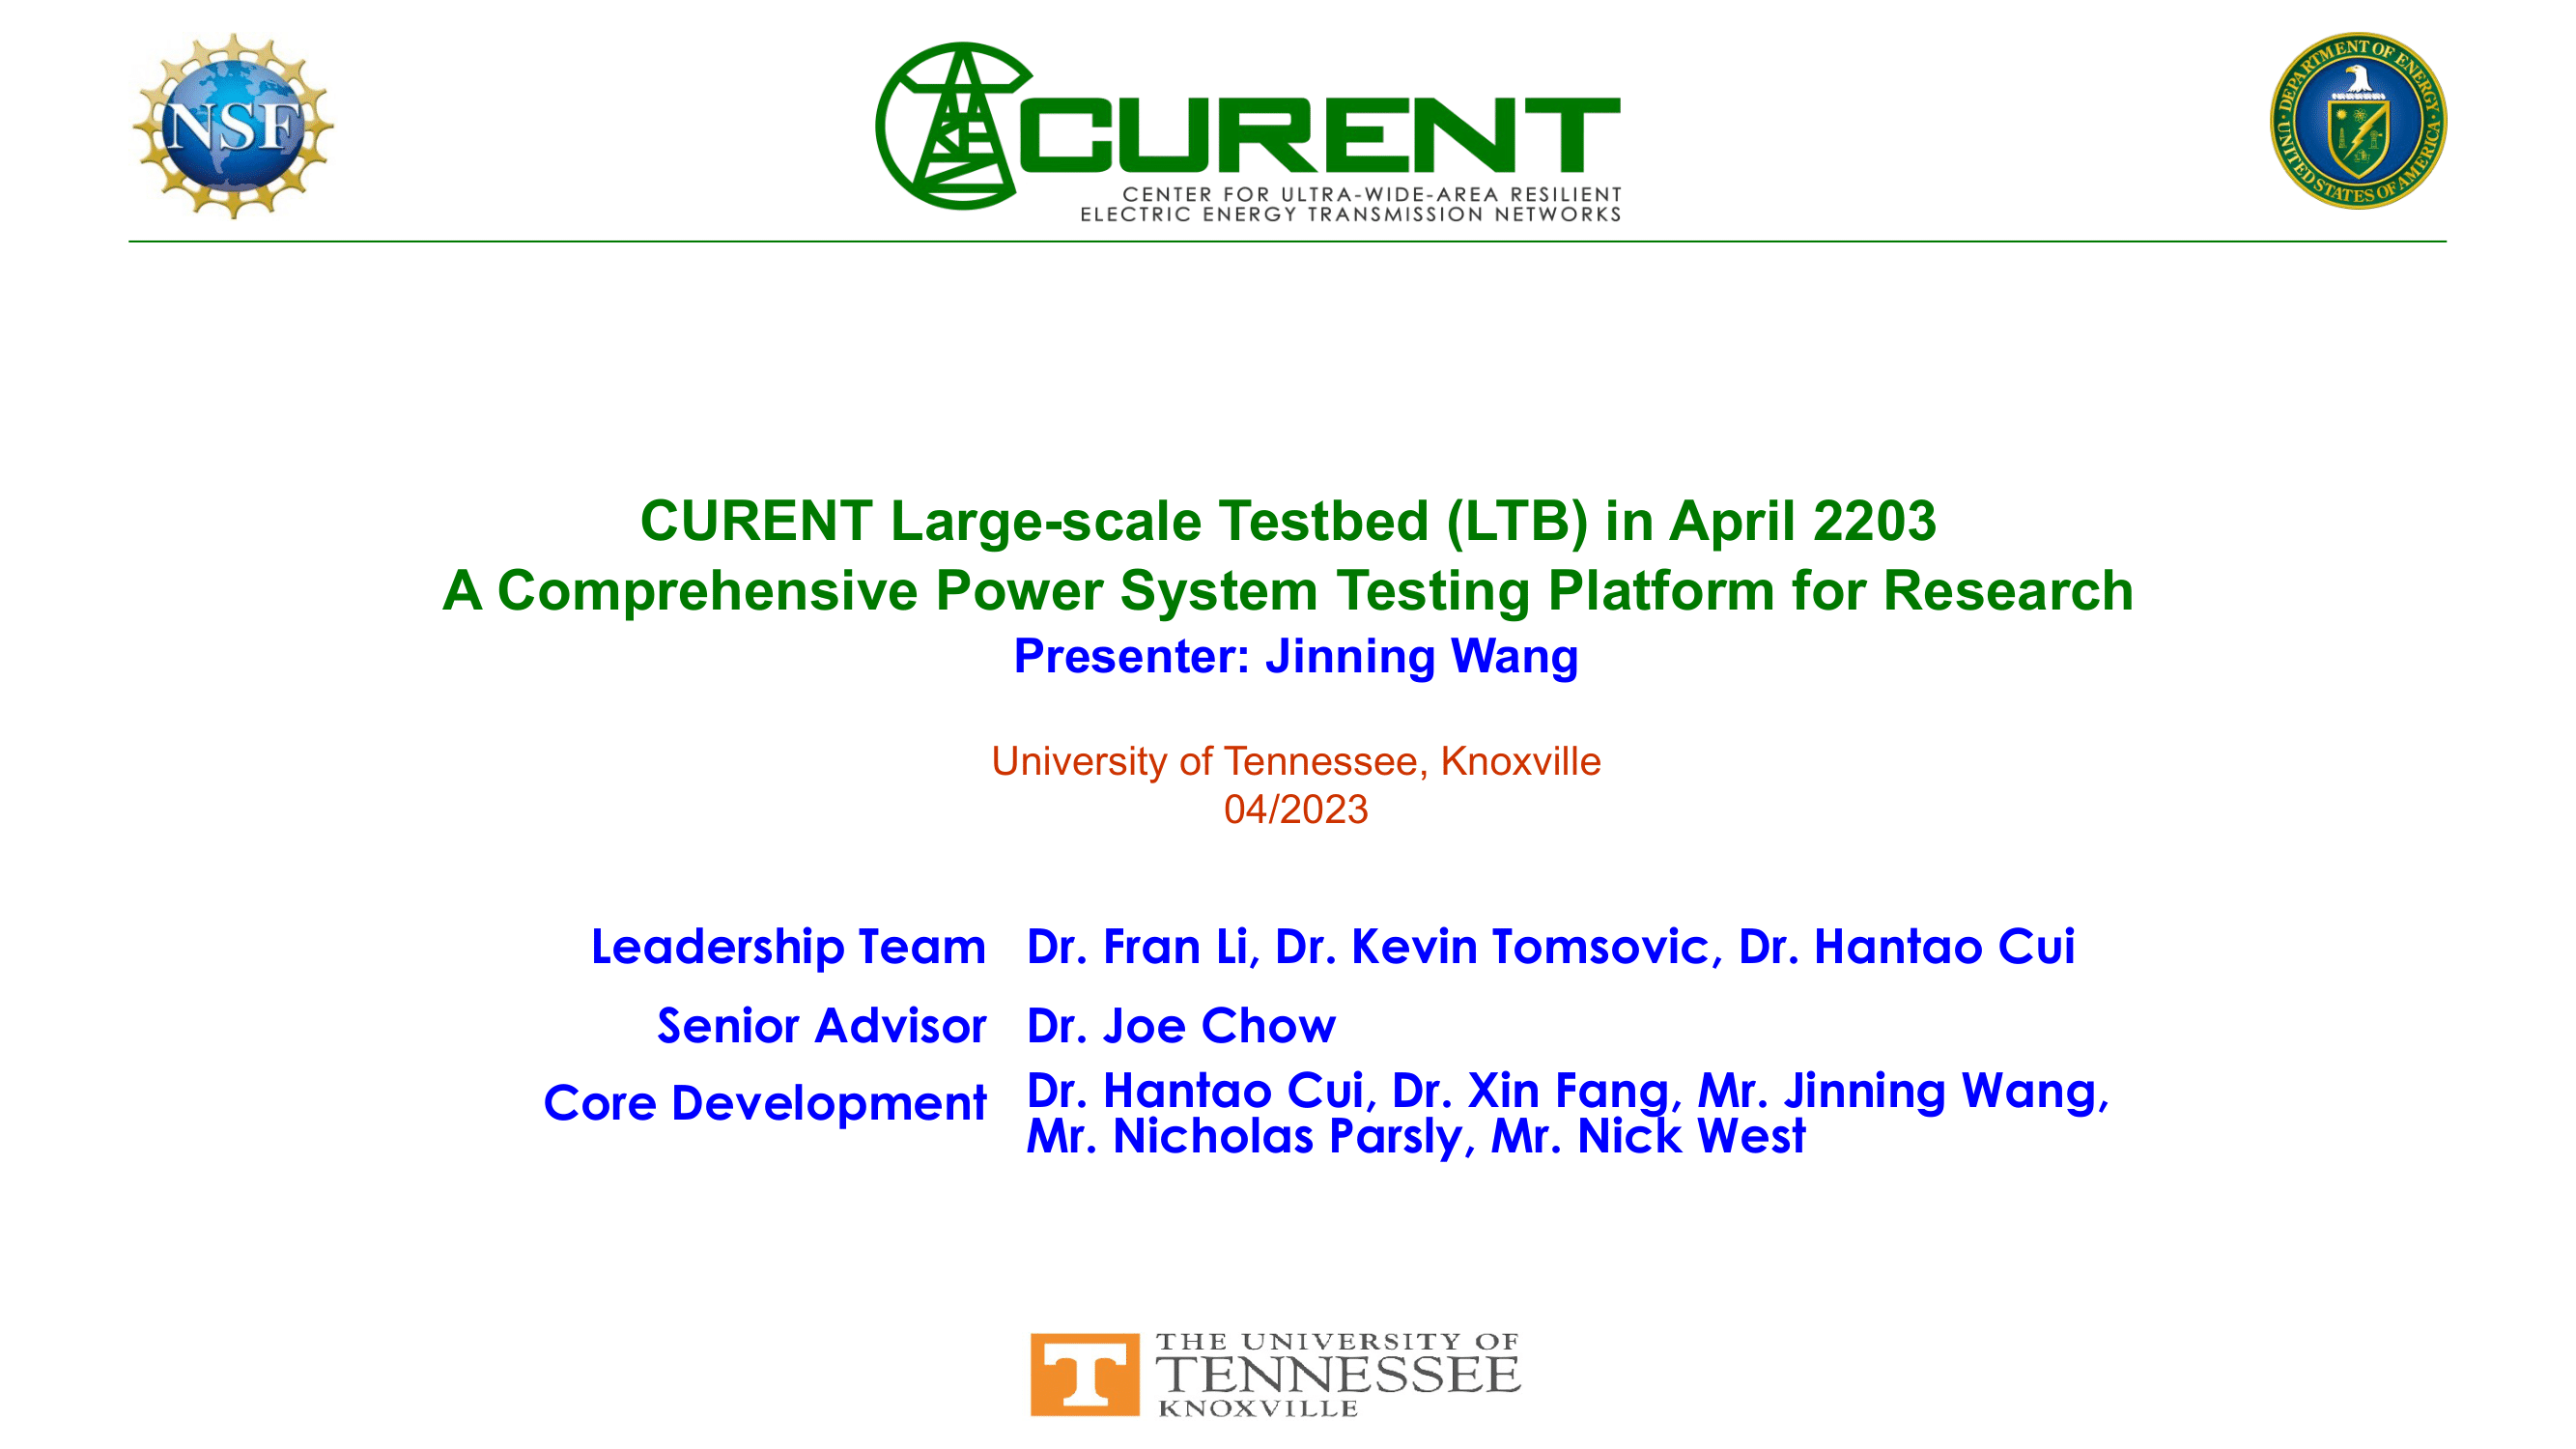 NSF
CURENT
CENTER FOR ULTRA-WIDE-AREA RESILIENT
ELECTRIC ENERGY TRANSMISSION NETWORKS
DEPARTMENT OF ENERGY
UNITED STATES OF AMERICA
CURENT Large-scale Testbed (LTB) in April 2203
A Comprehensive Power System Testing Platform for Research
Presenter: Jinning Wang
University of Tennessee, Knoxville
04/2023
Leadership Team Dr. Fran Li, Dr. Kevin Tomsovic, Dr. Hantao Cui
Senior Advisor Dr. Joe Chow
Core Development Dr. Hantao Cui, Dr. Xin Fang, Mr. Jinning Wang,
Mr. Nicholas Parsly, Mr. Nick West
T THE UNIVERSITY OF
TENNESSEE
KNOXVILLE